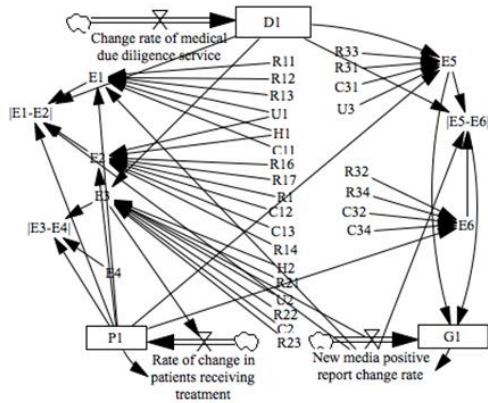 D1
Change rate of medical
due diligence service
R33
R31
C31
U3
E5
E1
R11
R12
R13
U1
H1
C11
|E1-E2|
|E5-E6|
E2
R16
R17
R1
C12
C13
R14
H2
R21
U2
R22
C2
R23
R32
R34
C32
C34
E6
E3
|E3-E4|
E4
P1
Rate of change in
patients receiving
treatment
New media positive
report change rate
G1